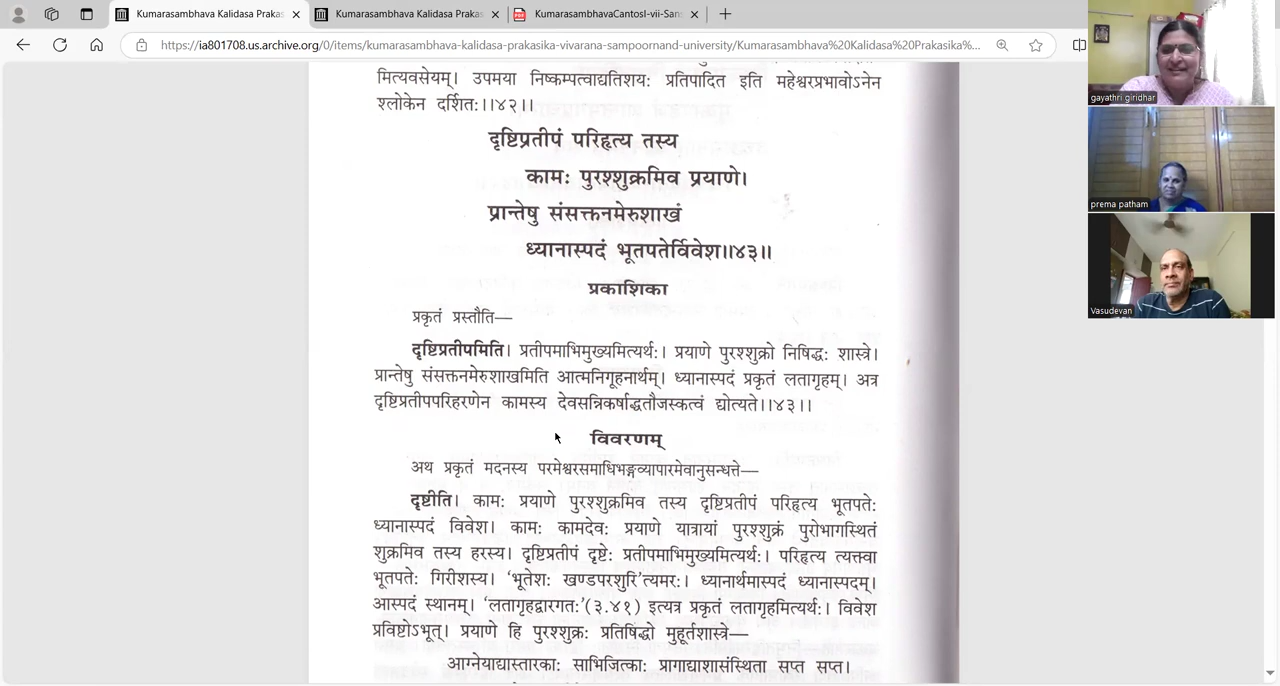 Kumarasambhava Kalidasa Prakas
Kumarasambhava Kalidasa Prakas
KumarasambhavaCantosI-vii-San
https://ia801708.us.archive.org/0/items/kumarasambhava-kalidasa-prakasika-vivarana-sampoornand-university/Kumarasambhava%20Kalidasa%20Prakasika%...
मित्यवसेयम्। उपमया निष्कम्पत्वाद्यतिशयः प्रतिपादित इति महेश्वरप्रभावोऽनेन
श्लोकेन दर्शितः।।४२।।
दृष्टिप्रतीपं परिहृत्य तस्य
कामः पुरश्शुक्रमिव प्रयाणे।
प्रान्तेषु संसक्तनमेरुशाखं
ध्यानास्पदं भूतपतेर्विवेश॥४३॥
प्रकाशिका
प्रकृतं प्रस्तौति—
दृष्टिप्रतीपमिति। प्रतीपमाभिमुख्यमित्यर्थः। प्रयाणे पुरश्शुक्रो निषिद्धः शास्त्रे।
प्रान्तेषु संसक्तनमेरुशाखमिति आत्मनिगूहनार्थम्। ध्यानास्पदं प्रकृतं लतागृहम्। अत्र
दृष्टिप्रतीपपरिहरणेन कामस्य देवसन्निकर्षाद्धतौजस्कत्वं द्योत्यते।।४३।।
विवरणम्
अथ प्रकृतं मदनस्य परमेश्वरसमाधिभङ्गव्यापारमेवानुसन्धत्ते—
दृष्टीति। कामः प्रयाणे पुरश्शुक्रमिव तस्य दृष्टिप्रतीपं परिहृत्य भूतपतेः
ध्यानास्पदं विवेश। कामः कामदेवः प्रयाणे यात्रायां पुरश्शुक्रं पुरोभागस्थितं
शुक्रमिव तस्य हरस्य। दृष्टिप्रतीपं दृष्टेः प्रतीपमाभिमुख्यमित्यर्थः। परिहृत्य त्यक्त्वा
भूतपतेः गिरीशस्य। ‘भूतेशः खण्डपरशुरि’त्यमरः। ध्यानार्थमास्पदं ध्यानास्पदम्।
आस्पदं स्थानम्। ‘लतागृहद्वारगतः’(३.४१) इत्यत्र प्रकृतं लतागृहमित्यर्थः। विवेश
प्रविष्टोऽभूत्। प्रयाणे हि पुरश्शुक्रः प्रतिषिद्धो मुहूर्तशास्त्रे—
आग्नेयाद्यास्तारकाः साभिजित्काः प्रागाद्याशासंस्थिता सप्त सप्त।
gayathri giridhar
prema patham
Vasudevan